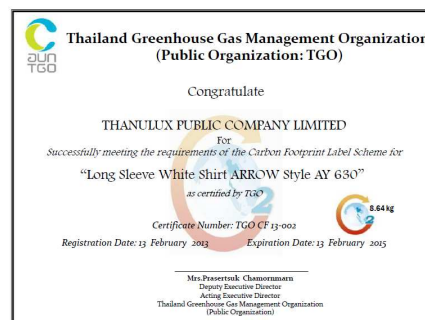 Thailand Greenhouse Gas Management Organization
(Public Organization: TGO)
TGO
Congratulate
THANULUX PUBLIC COMPANY LIMITED
For
Successfully meeting the requirements of the Carbon Footprint Label Scheme for
"Long Sleeve White Shirt ARROW Style AY 630"
as certified by TGO
2
8.64 kg
2
Certificate Number: TGO CF 13-002
Registration Date: 13 February 2013 Expiration Date: 13 February 2015
Mrs.Prasertsuk Chamornmarn
Deputy Executive Director
Acting Executive Director
Thailand Greenhouse Gas Management Organization
(Public Organization)